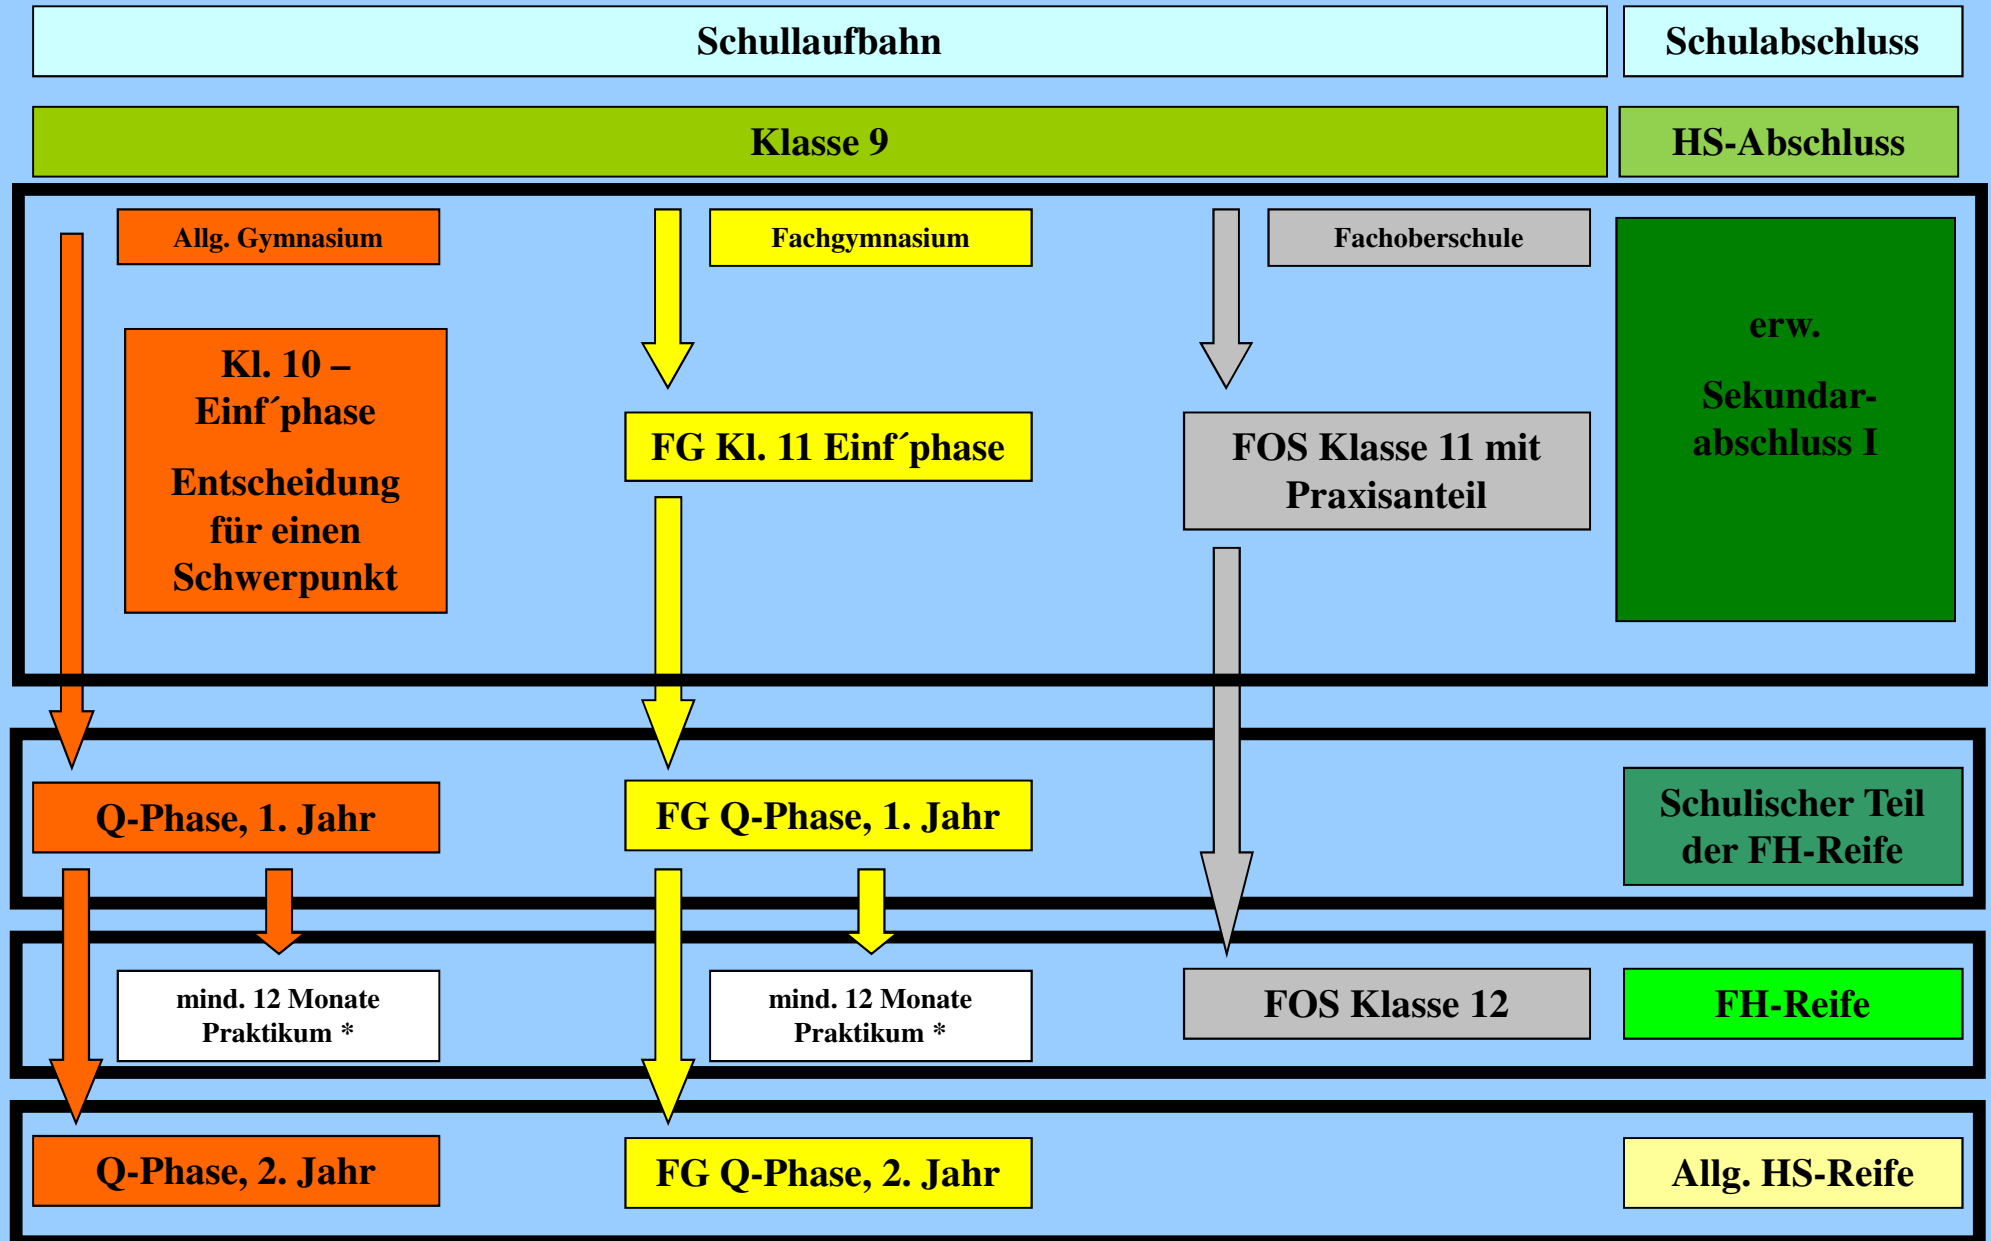 Schullaufbahn
Schulabschluss
Klasse 9
HS-Abschluss
Allg. Gymnasium
Fachgymnasium
Fachoberschule
Kl. 10 –
Einf´phase
Entscheidung
für einen
Schwerpunkt
FG Kl. 11 Einf´phase
FOS Klasse 11 mit
Praxisanteil
erw.
Sekundar-
abschluss I
Q-Phase, 1. Jahr
FG Q-Phase, 1. Jahr
Schulischer Teil
der FH-Reife
mind. 12 Monate
Praktikum *
mind. 12 Monate
Praktikum *
FOS Klasse 12
FH-Reife
Q-Phase, 2. Jahr
FG Q-Phase, 2. Jahr
Allg. HS-Reife